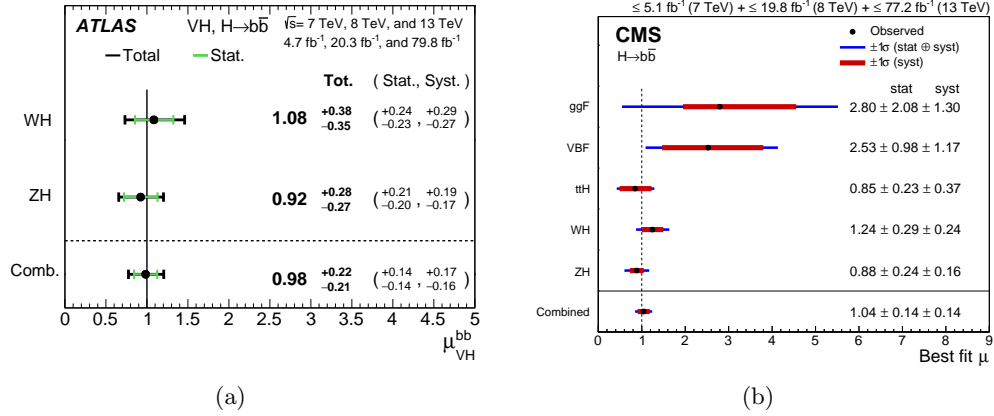 ATLAS VH, H→bb̅ √s= 7 TeV, 8 TeV, and 13 TeV
4.7 fb⁻¹, 20.3 fb⁻¹, and 79.8 fb⁻¹
Total Stat.
Tot. ( Stat., Syst. )
WH 1.08 +0.38 −0.35 ( +0.24 −0.23 , +0.29 −0.27 )
ZH 0.92 +0.28 −0.27 ( +0.21 −0.20 , +0.19 −0.17 )
Comb. 0.98 +0.22 −0.21 ( +0.14 −0.14 , +0.17 −0.16 )
0 0.5 1 1.5 2 2.5 3 3.5 4 4.5 5
μ bb VH
(a)
≤ 5.1 fb⁻¹ (7 TeV) + ≤ 19.8 fb⁻¹ (8 TeV) + ≤ 77.2 fb⁻¹ (13 TeV)
CMS
H→bb̅
Observed
±1σ (stat ⊕ syst)
±1σ (syst)
stat syst
ggF 2.80 ± 2.08 ± 1.30
VBF 2.53 ± 0.98 ± 1.17
ttH 0.85 ± 0.23 ± 0.37
WH 1.24 ± 0.29 ± 0.24
ZH 0.88 ± 0.24 ± 0.16
Combined 1.04 ± 0.14 ± 0.14
0 1 2 3 4 5 6 7 8 9
Best fit μ
(b)